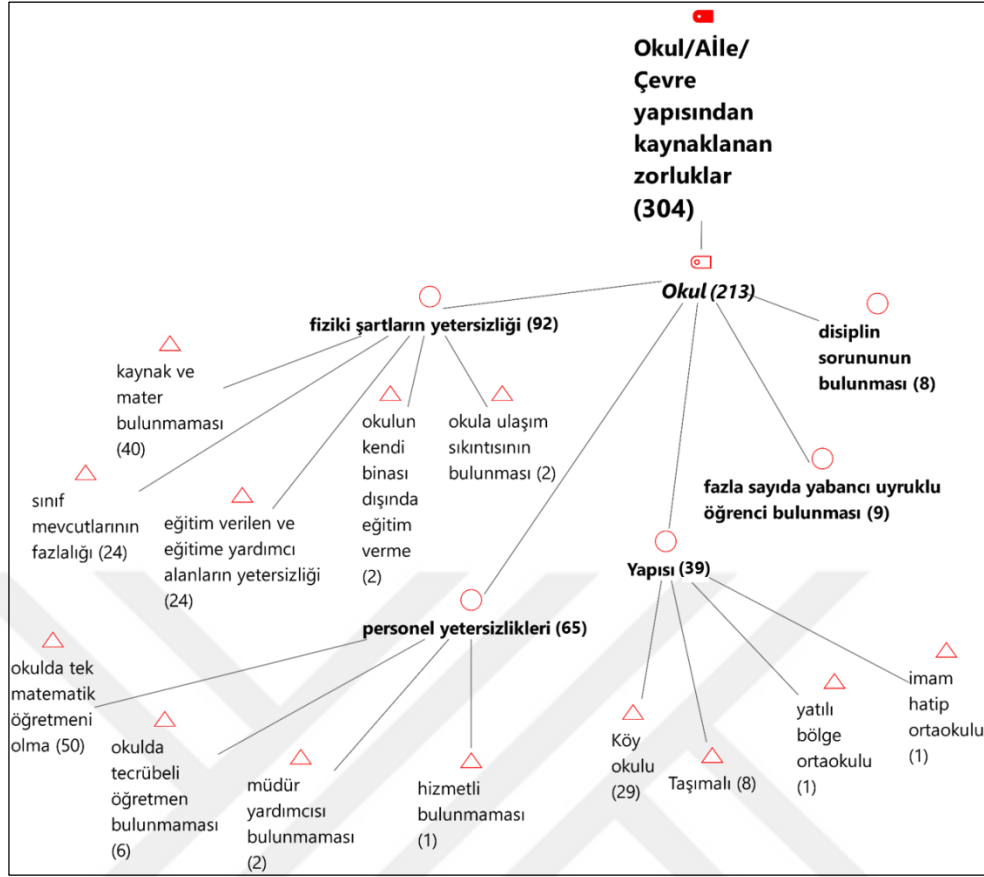 Okul/Aİle/
Çevre
yapısından
kaynaklanan
zorluklar
(304)
Okul (213)
fiziki şartların yetersizliği (92)
disiplin
sorununun
bulunması (8)
kaynak ve
mater
bulunmaması
(40)
okulun
kendi
binası
dışında
eğitim
verme
(2)
okula ulaşım
sıkıntısının
bulunması (2)
sınıf
mevcutlarının
fazlalığı (24)
eğitim verilen ve
eğitime yardımcı
alanların yetersizliği
(24)
fazla sayıda yabancı uyruklu
öğrenci bulunması (9)
Yapısı (39)
personel yetersizlikleri (65)
okulda tek
matematik
öğretmeni
olma (50)
okulda
tecrübeli
öğretmen
bulunmaması
(6)
müdür
yardımcısı
bulunmaması
(2)
hizmetli
bulunmaması
(1)
Köy
okulu
(29)
Taşımalı (8)
yatılı
bölge
ortaokulu
(1)
imam
hatip
ortaokulu
(1)